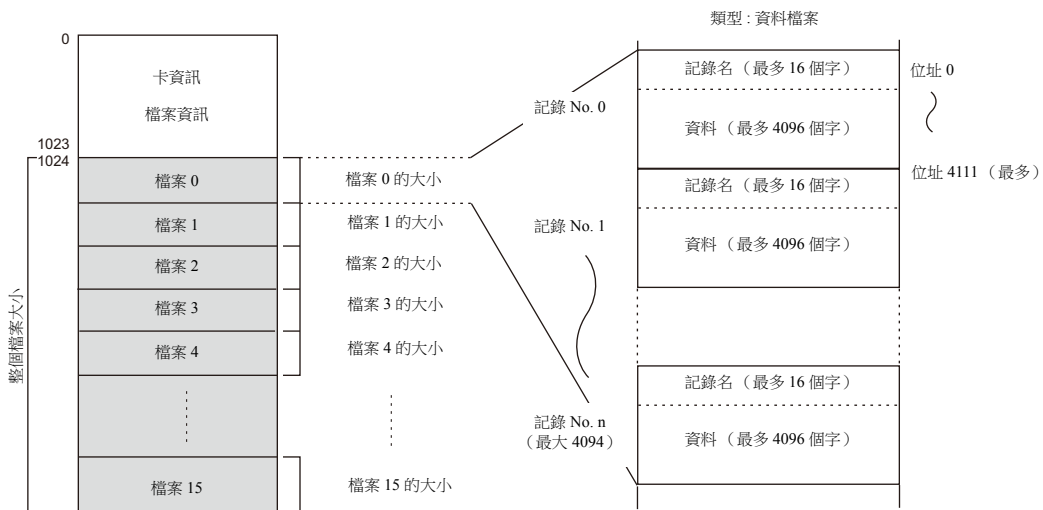 類型 : 資料檔案
0
卡資訊
檔案資訊
1023
1024
整個檔案大小
檔案 0
檔案 1
檔案 2
檔案 3
檔案 4
檔案 15
檔案 0 的大小
檔案 1 的大小
檔案 2 的大小
檔案 3 的大小
檔案 4 的大小
檔案 15 的大小
記錄 No. 0
記錄 No. 1
記錄 No. n
（最大 4094）
記錄名（最多 16 個字）
資料（最多 4096 個字）
記錄名（最多 16 個字）
資料（最多 4096 個字）
記錄名（最多 16 個字）
資料（最多 4096 個字）
位址 0
位址 4111（最多）